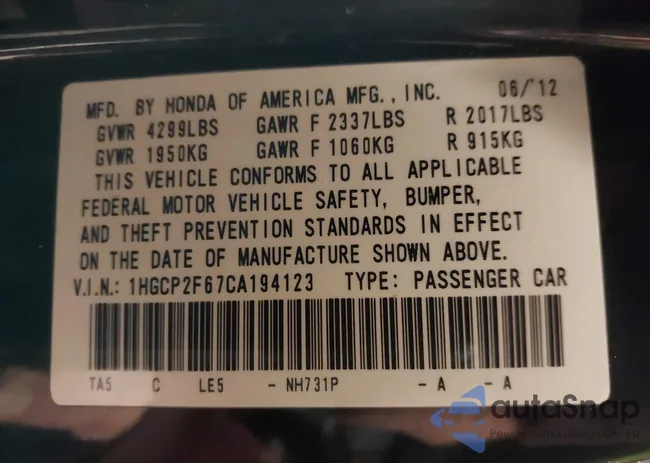 MFD. BY HONDA OF AMERICA MFG., INC. 06/'12
GVWR 4299LBS GAWR F 2337LBS R 2017LBS
GVWR 1950KG GAWR F 1060KG R 915KG
THIS VEHICLE CONFORMS TO ALL APPLICABLE
FEDERAL MOTOR VEHICLE SAFETY, BUMPER,
AND THEFT PREVENTION STANDARDS IN EFFECT
ON THE DATE OF MANUFACTURE SHOWN ABOVE.
V.I.N.: 1HGCP2F67CA194123 TYPE: PASSENGER CAR
TA5 C LE5 - NH731P - A - A
autoSnap